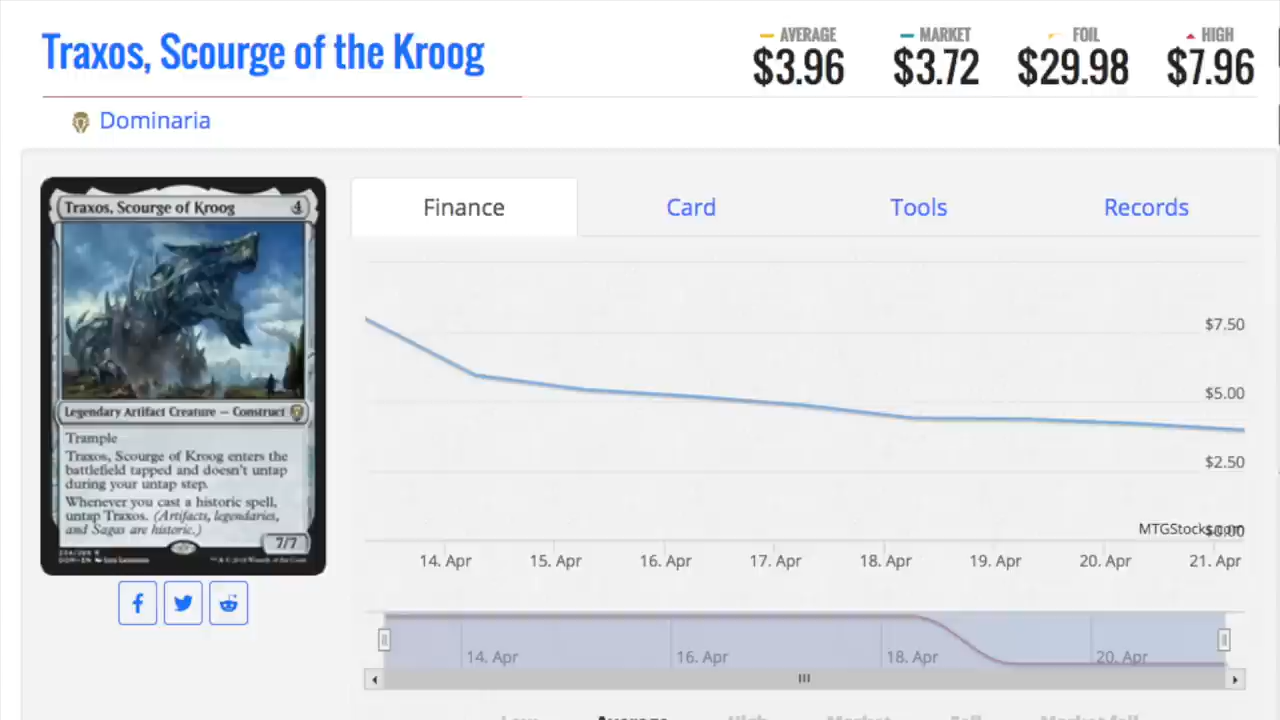 Traxos, Scourge of the Kroog
AVERAGE
$3.96
MARKET
$3.72
FOIL
$29.98
HIGH
$7.96
Dominaria
Traxos, Scourge of Kroog 4
Legendary Artifact Creature — Construct
Trample
Traxos, Scourge of Kroog enters the
battlefield tapped and doesn't untap
during your untap step.
Whenever you cast a historic spell,
untap Traxos. (Artifacts, legendaries,
and Sagas are historic.)
7/7
Finance
Card
Tools
Records
$7.50
$5.00
$2.50
$0.00
MTGStocks.com
14. Apr
15. Apr
16. Apr
17. Apr
18. Apr
19. Apr
20. Apr
21. Apr
14. Apr
16. Apr
18. Apr
20. Apr